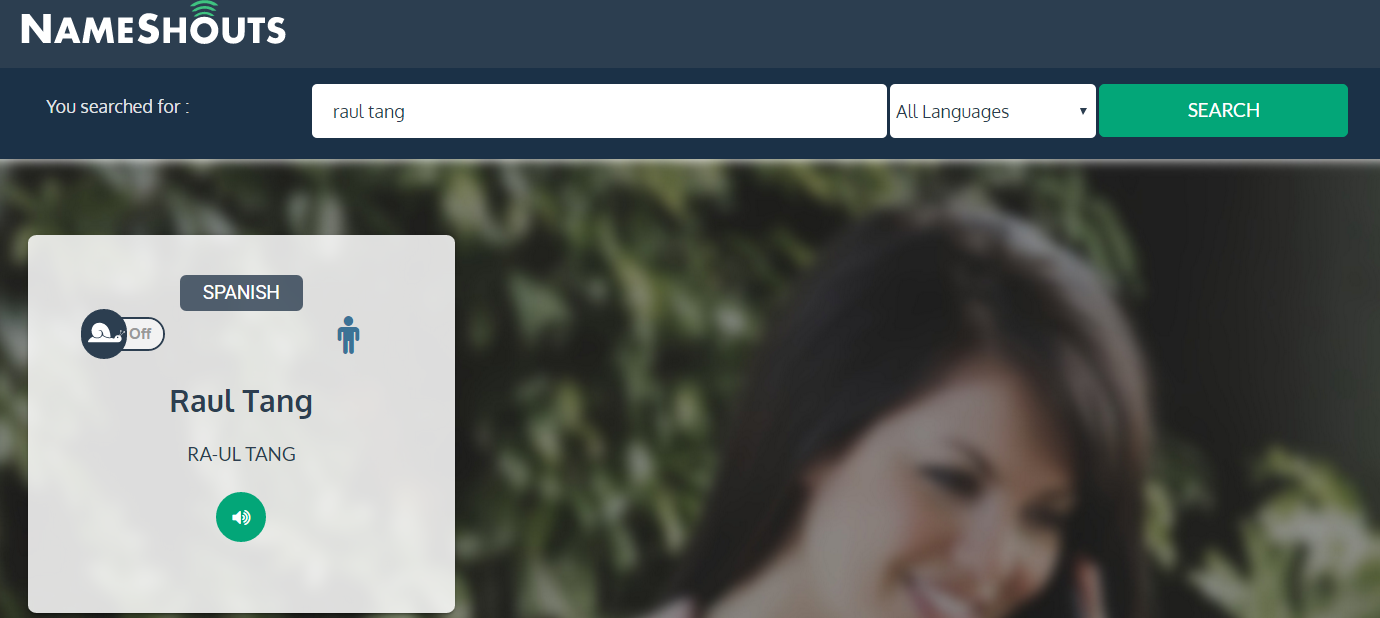 NAMESHOUTS
You searched for :
raul tang
All Languages
SEARCH
SPANISH
Off
Raul Tang
RA-UL TANG